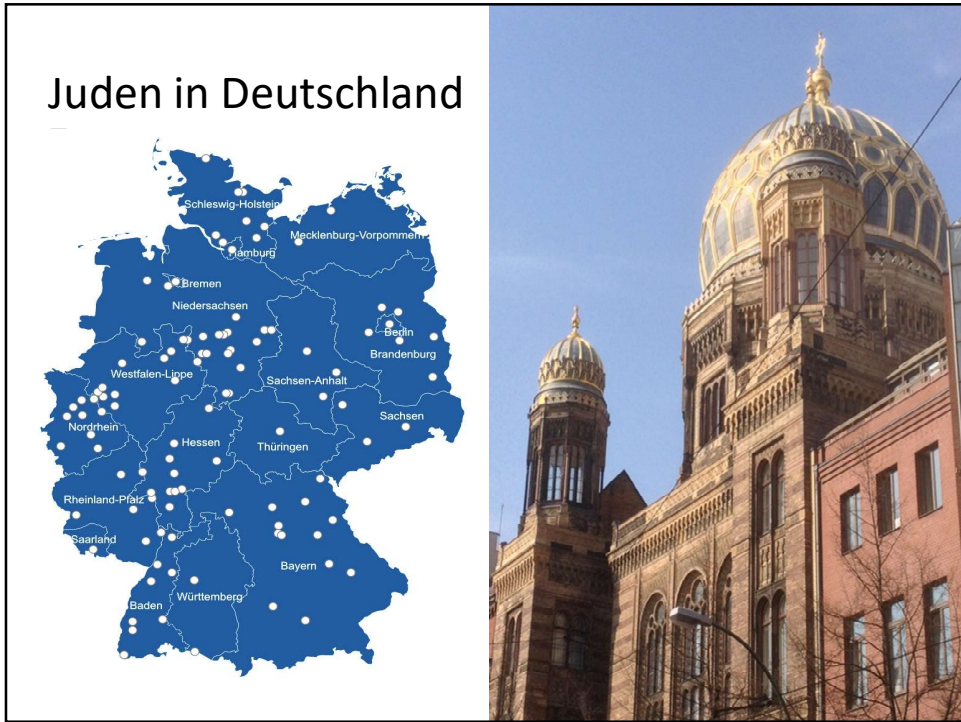 Juden in Deutschland
Schleswig-Holstein
Mecklenburg-Vorpommern
Hamburg
Bremen
Niedersachsen
Berlin
Brandenburg
Westfalen-Lippe
Sachsen-Anhalt
Nordrhein
Sachsen
Hessen
Thüringen
Rheinland-Pfalz
Saarland
Bayern
Baden
Württemberg